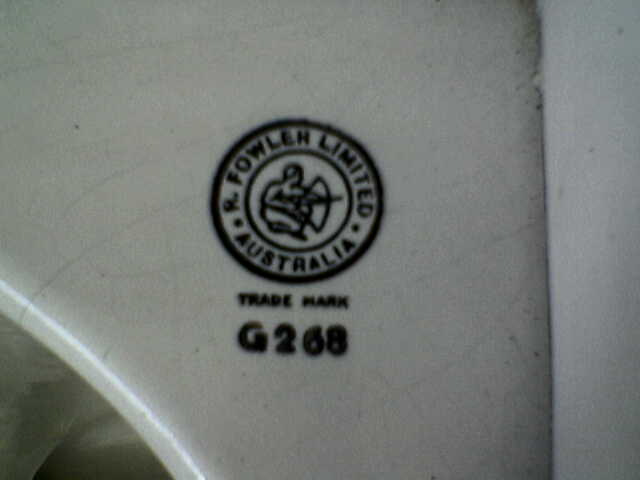 R. FOWLER LIMITED
• AUSTRALIA •
TRADE MARK
G268